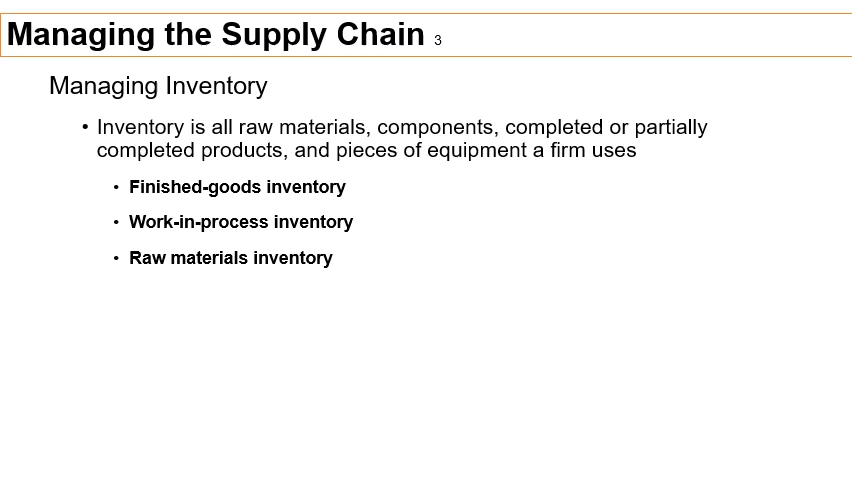 Managing the Supply Chain 3
Managing Inventory
• Inventory is all raw materials, components, completed or partially
completed products, and pieces of equipment a firm uses
• Finished-goods inventory
• Work-in-process inventory
• Raw materials inventory